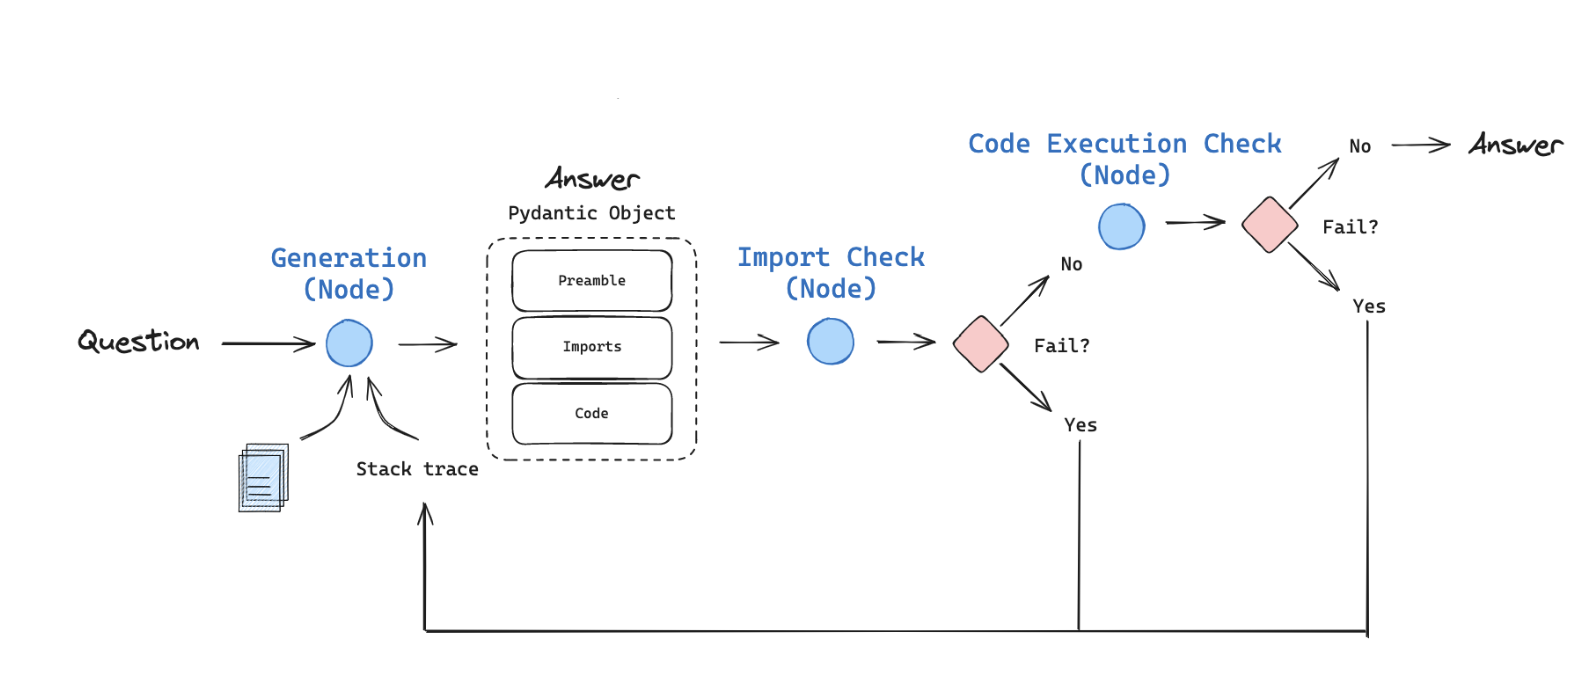 Code Execution Check
(Node)
No
Answer
Answer
Pydantic Object
Fail?
Generation
(Node)
Import Check
(Node)
No
Preamble
Yes
Question
Imports
Fail?
Code
Yes
Stack trace